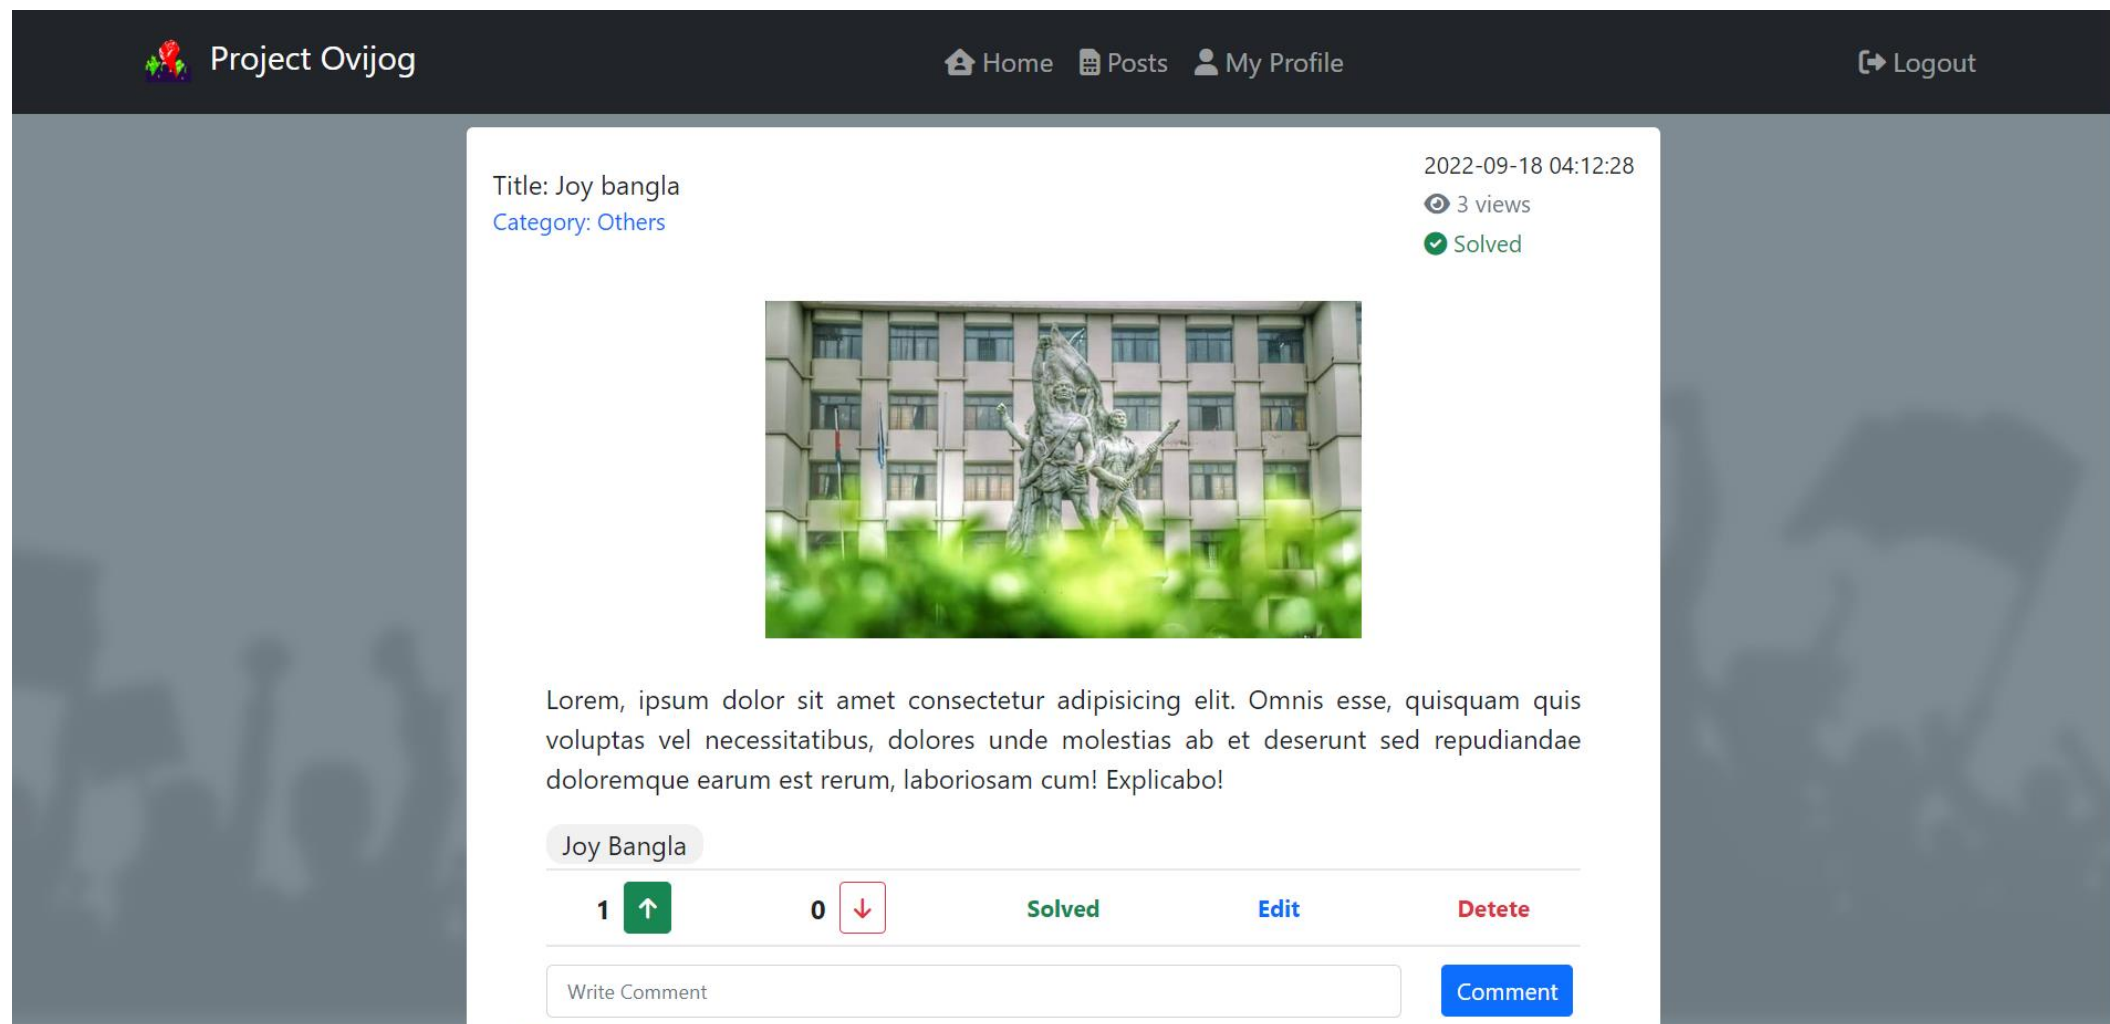 Project Ovijog
Home Posts My Profile
Logout
Title: Joy bangla
Category: Others
2022-09-18 04:12:28
3 views
Solved
Lorem, ipsum dolor sit amet consectetur adipisicing elit. Omnis esse, quisquam quis
voluptas vel necessitatibus, dolores unde molestias ab et deserunt sed repudiandae
doloremque earum est rerum, laboriosam cum! Explicabo!
Joy Bangla
1 0 Solved Edit Detete
Write Comment Comment